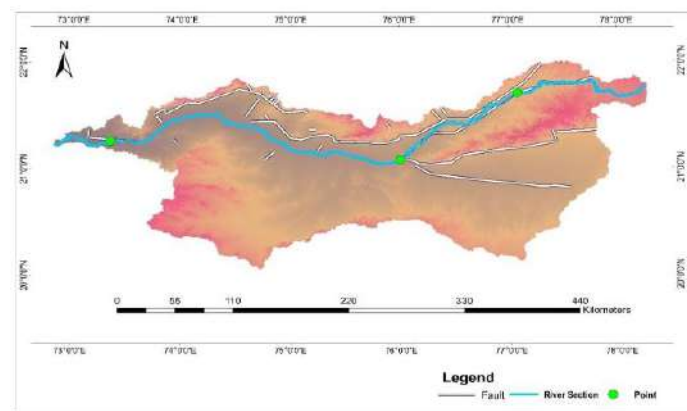 73°0'0"E 74°0'0"E 75°0'0"E 76°0'0"E 77°0'0"E 78°0'0"E
N
22°0'0"N 22°0'0"N
21°0'0"N 21°0'0"N
20°0'0"N 20°0'0"N
0 55 110 220 330 440
Kilometers
73°0'0"E 74°0'0"E 75°0'0"E 76°0'0"E 77°0'0"E 78°0'0"E
Legend
Fault River Section Point